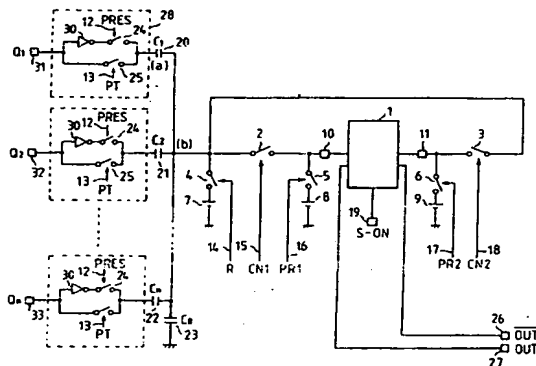 PRES 28
30 12 24 C₁ 20
Q₁
31 13 25 (a)
PT
PRES
30 12 24 C₂ (b) 2 10 1 11 3
Q₂
32 13 25 21
PT
4 5 6
7 8 9
19
S-ON
PRES
30 12 24 Cₙ
14 15 16 17 18
R CN1 PR1 PR2 CN2
Qₙ
33 13 25 22 C_R
PT 23
26 OUT
27 OUT